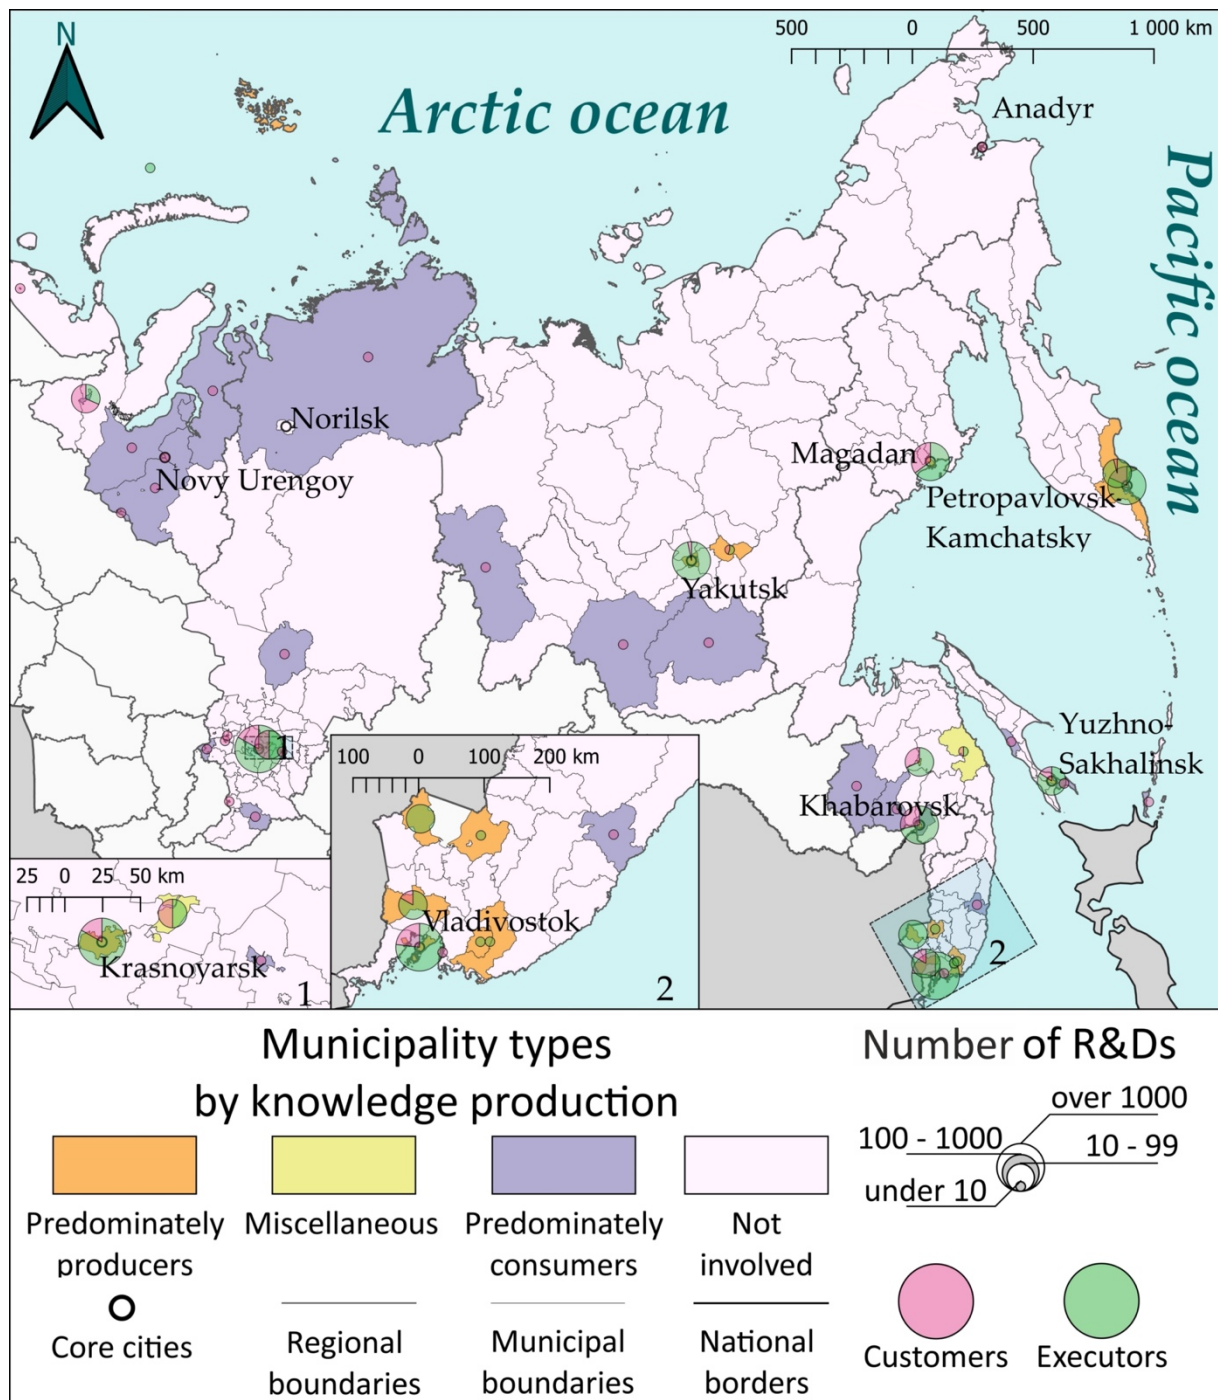 N
500 0 500 1 000 km
Arctic ocean
Anadyr
Pacific ocean
Norilsk
Novy Urengoy
Magadan
Petropavlovsk-
Kamchatsky
Yakutsk
Yuzhno-
Sakhalinsk
Khabarovsk
1
2
100 0 100 200 km
Vladivostok
2
25 0 25 50 km
Krasnoyarsk
1
Municipality types
by knowledge production
Predominately
producers
Miscellaneous
Predominately
consumers
Not
involved
Core cities
Regional
boundaries
Municipal
boundaries
National
borders
Number of R&Ds
over 1000
100 - 1000
10 - 99
under 10
Customers
Executors